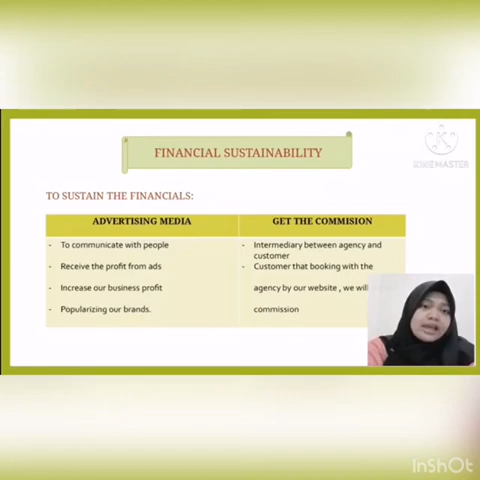 KINEMASTER
FINANCIAL SUSTAINABILITY
TO SUSTAIN THE FINANCIALS:
ADVERTISING MEDIA
- To communicate with people
- Receive the profit from ads
- Increase our business profit
- Popularizing our brands.
GET THE COMMISION
- Intermediary between agency and
customer
- Customer that booking with the
agency by our website , we will
commission
InShOt